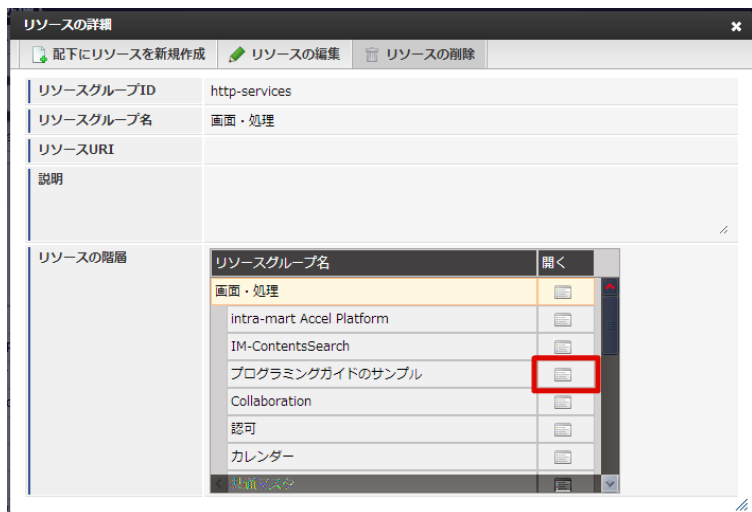 リソースの詳細
配下にリソースを新規作成 リソースの編集 リソースの削除
リソースグループID http-services
リソースグループ名 画面・処理
リソースURI
説明
リソースの階層
リソースグループ名 開く
画面・処理
intra-mart Accel Platform
IM-ContentsSearch
プログラミングガイドのサンプル
Collaboration
認可
カレンダー
共通マスタ